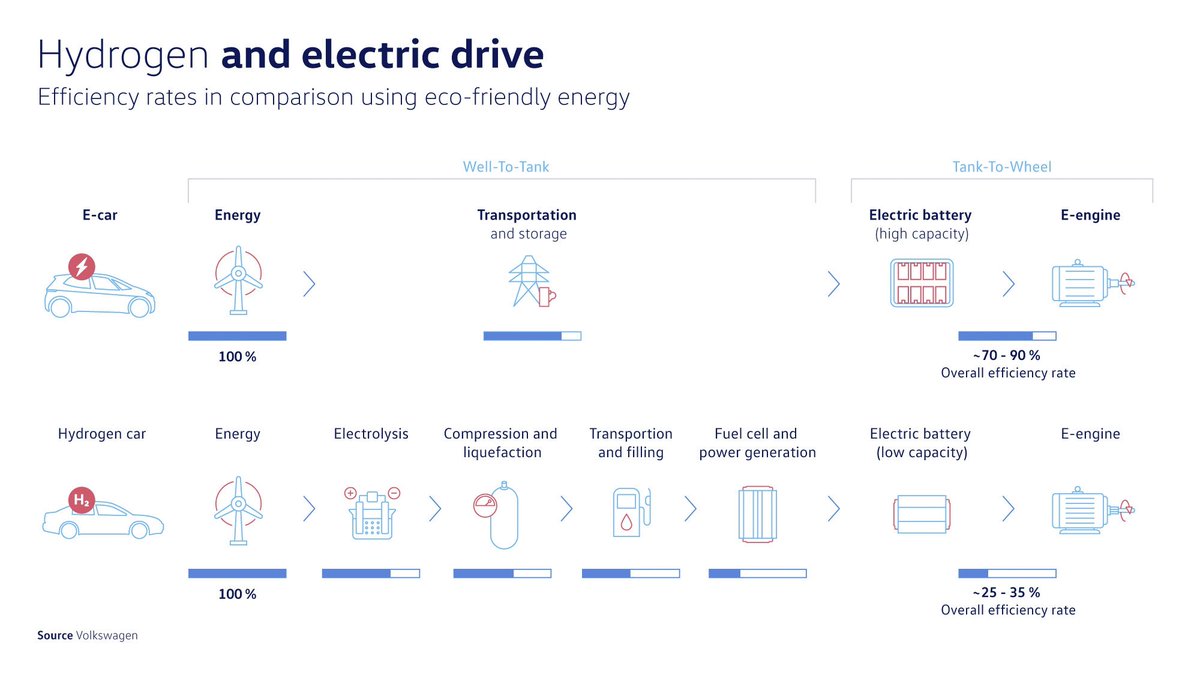 Hydrogen and electric drive
Efficiency rates in comparison using eco-friendly energy
Well-To-Tank
Tank-To-Wheel
E-car
Energy
Transportation
and storage
Electric battery
(high capacity)
E-engine
100 %
~70 - 90 %
Overall efficiency rate
Hydrogen car
Energy
Electrolysis
Compression and
liquefaction
Transportion
and filling
Fuel cell and
power generation
Electric battery
(low capacity)
E-engine
H₂
100 %
~25 - 35 %
Overall efficiency rate
Source Volkswagen